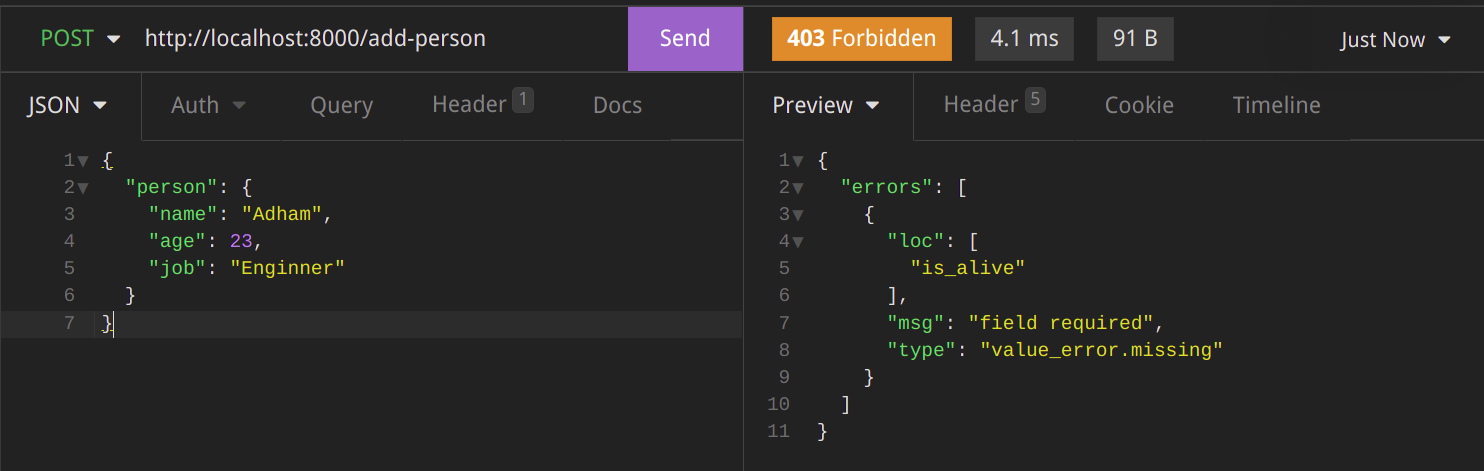 POST http://localhost:8000/add-person Send 403 Forbidden 4.1 ms 91 B Just Now
JSON Auth Query Header 1 Docs
1 {
2 "person": {
3 "name": "Adham",
4 "age": 23,
5 "job": "Enginner"
6 }
7 }
Preview Header 5 Cookie Timeline
1 {
2 "errors": [
3 {
4 "loc": [
5 "is_alive"
6 ],
7 "msg": "field required",
8 "type": "value_error.missing"
9 }
10 ]
11 }